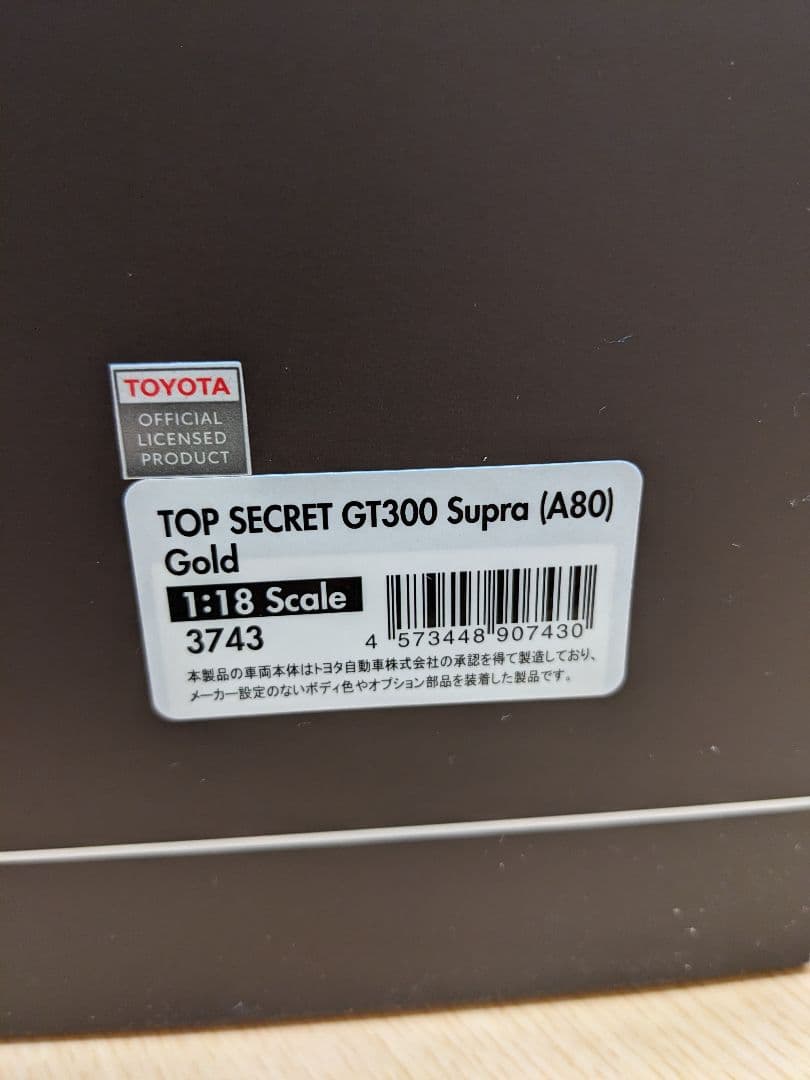 TOYOTA
OFFICIAL
LICENSED
PRODUCT
TOP SECRET GT300 Supra (A80)
Gold
1:18 Scale
3743
4 573448 907430
本製品の車両本体はトヨタ自動車株式会社の承認を得て製造しており、
メーカー設定のないボディ色やオプション部品を装着した製品です。